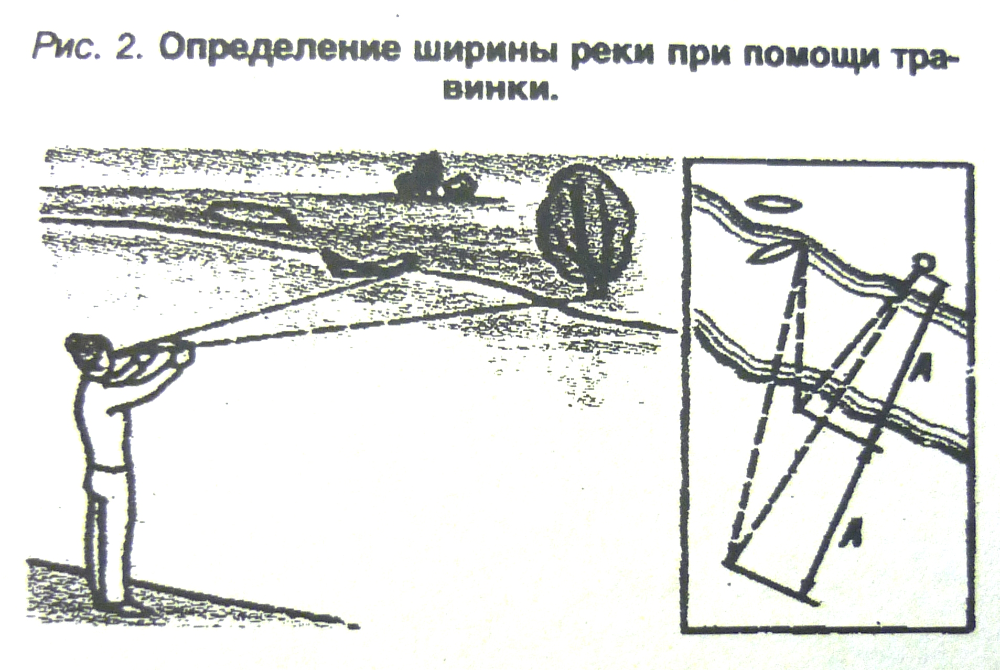 Рис. 2. Определение ширины реки при помощи тра-
винки.
А
А